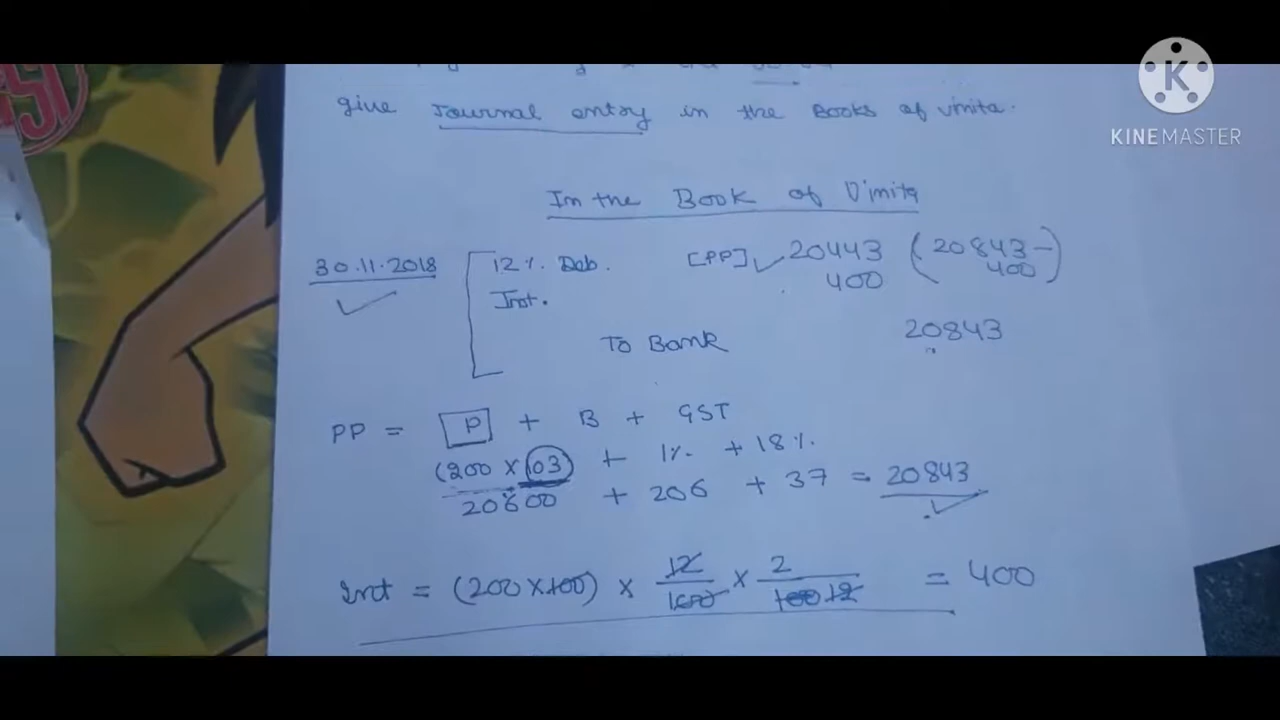 give Journal entry in the Books of vinita.
In the Book of Vinita
30.11.2018 12%. Deb. [PP] ✓ 20443 (20843 -
Int. 400 400)
To Bank 20843
PP = P + B + GST
(200 × 103 + 1% + 18%.
20600 + 206 + 37 = 20843
Int = (200 × 100) × 12/100 × 2/100 12 = 400
K
KINEMASTER